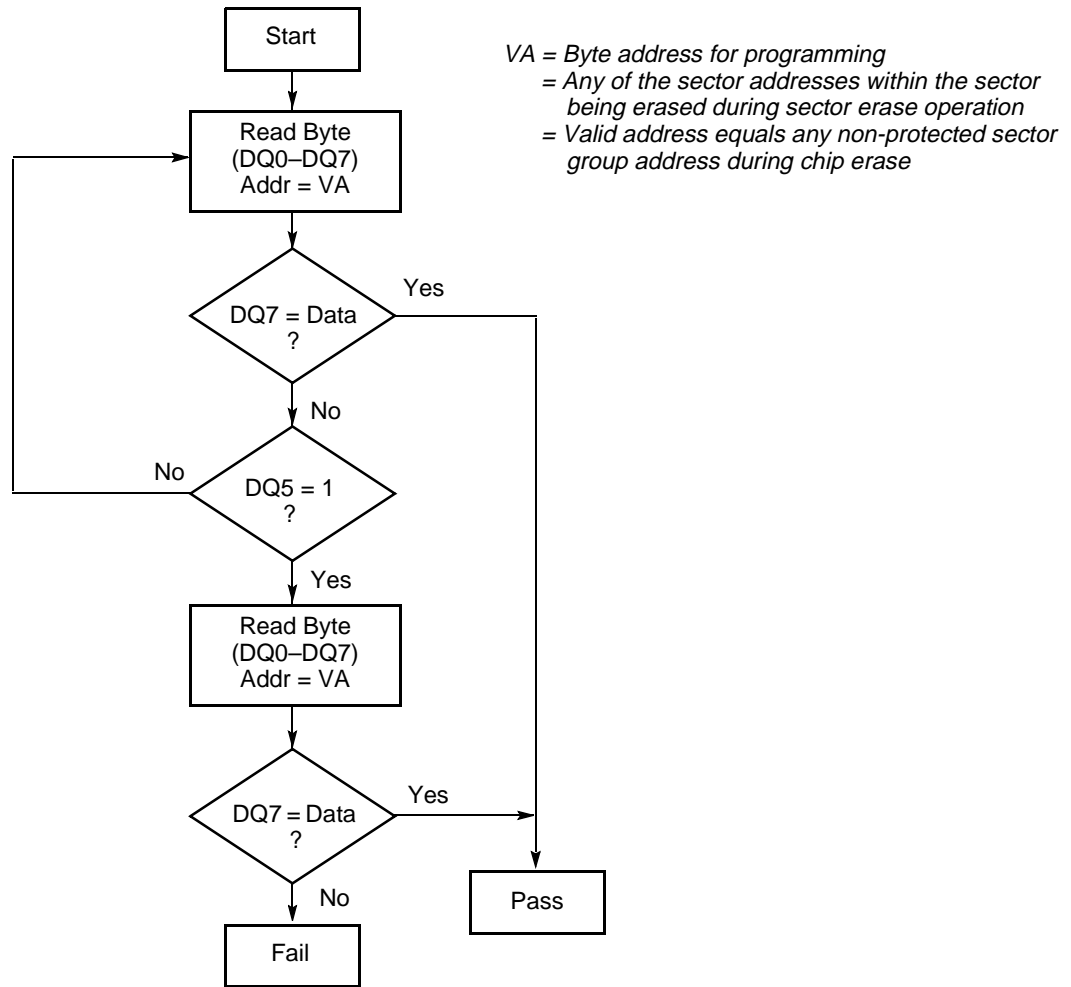 Start
VA = Byte address for programming
= Any of the sector addresses within the sector
being erased during sector erase operation
= Valid address equals any non-protected sector
group address during chip erase
Read Byte
(DQ0–DQ7)
Addr = VA
DQ7 = Data
?
Yes
No
DQ5 = 1
?
No
Yes
Read Byte
(DQ0–DQ7)
Addr = VA
DQ7 = Data
?
Yes
No
Pass
Fail